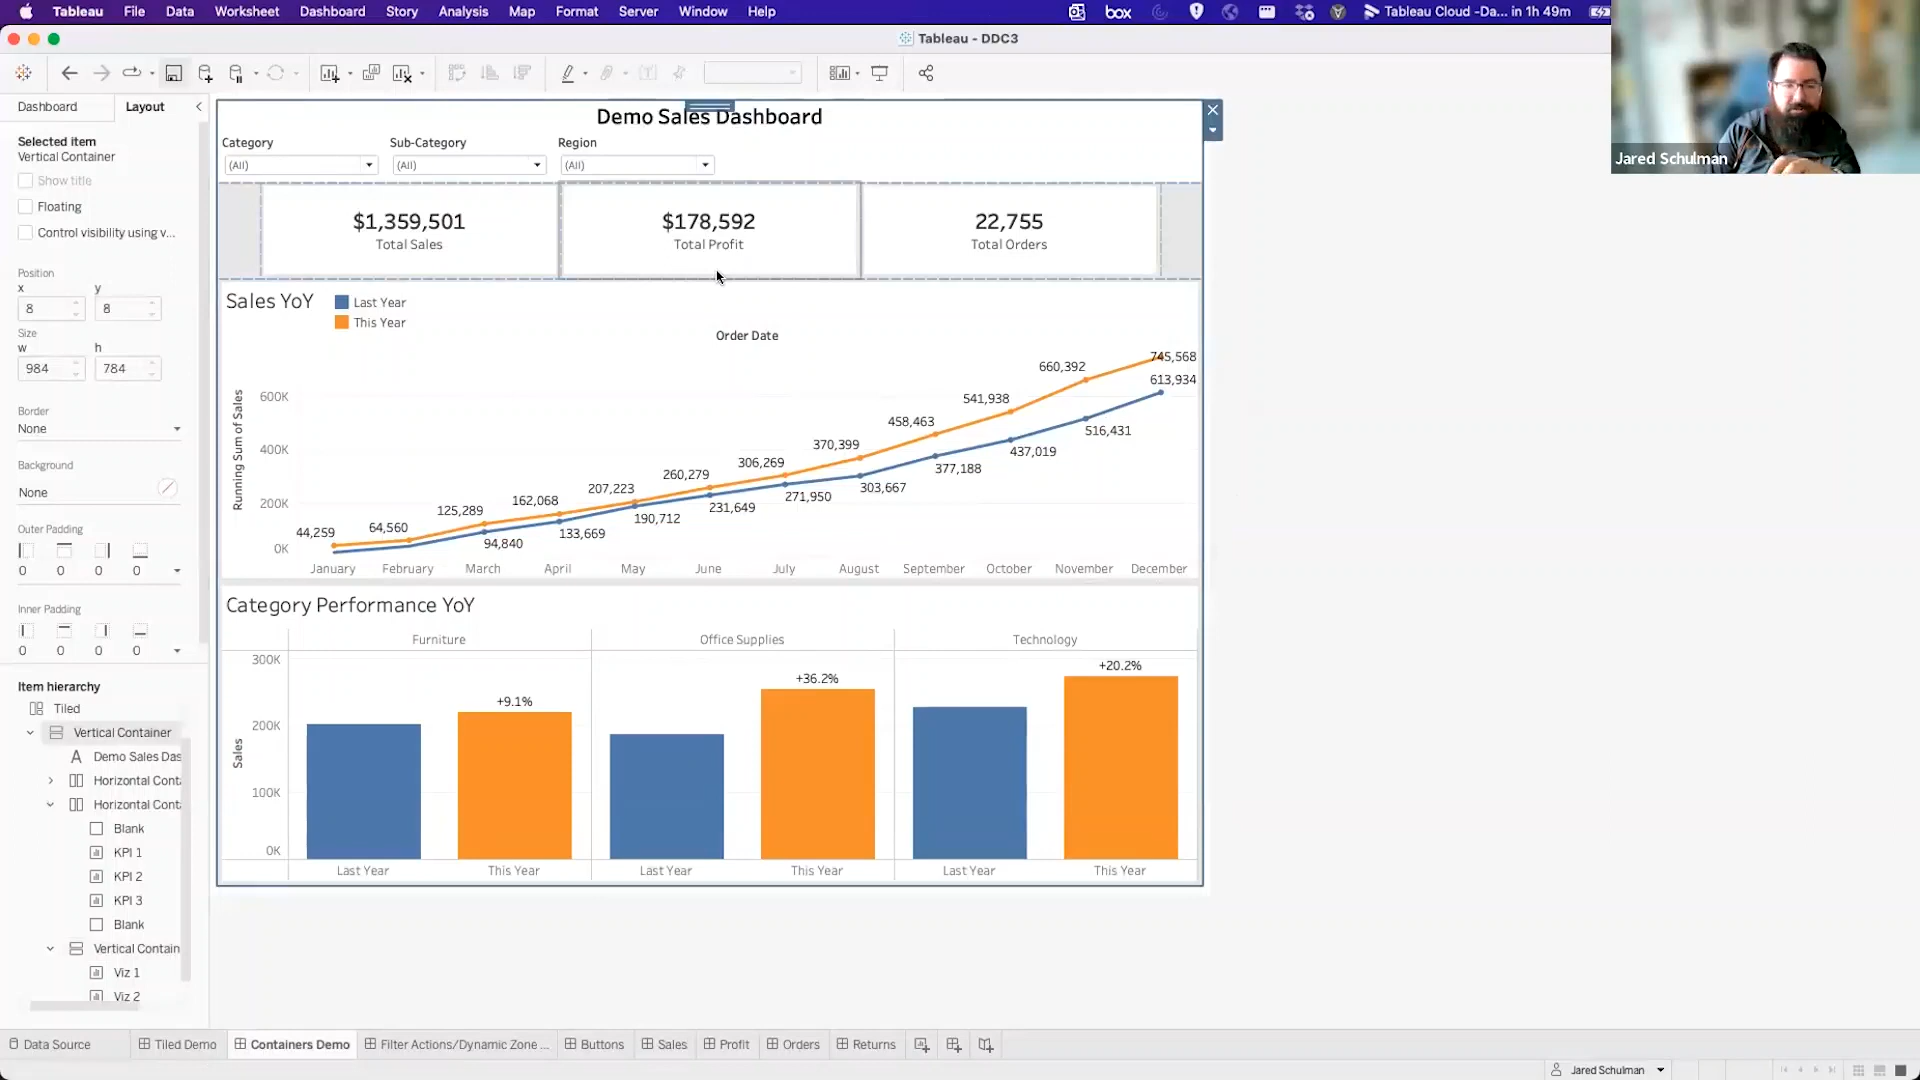 Tableau File Data Worksheet Dashboard Story Analysis Map Format Server Window Help
box
Tableau Cloud -Da... in 1h 49m
Tableau - DDC3
Jared Schulman
Dashboard
Layout
Selected item
Vertical Container
Show title
Floating
Control visibility using v...
Position
x y
8 8
Size
w h
984 784
Border
None
Background
None
Outer Padding
0 0 0 0
Inner Padding
0 0 0 0
Item hierarchy
Tiled
Vertical Container
Demo Sales Das
Horizontal Conta
Horizontal Conta
Blank
KPI 1
KPI 2
KPI 3
Blank
Vertical Contain
Viz 1
Viz 2
Demo Sales Dashboard
Category Sub-Category Region
(All) (All) (All)
$1,359,501 $178,592 22,755
Total Sales Total Profit Total Orders
Sales YoY
Last Year
This Year
Order Date
Running Sum of Sales
600K
400K
200K
0K
745,568
660,392
613,934
541,938
458,463
516,431
370,399
437,019
306,269
377,188
260,279
303,667
207,223
271,950
162,068
231,649
125,289
190,712
64,560
44,259
133,669
94,840
January February March April May June July August September October November December
Category Performance YoY
Furniture Office Supplies Technology
Sales
300K
200K
100K
0K
+9.1%
+36.2%
+20.2%
Last Year This Year Last Year This Year Last Year This Year
Data Source Tiled Demo Containers Demo Filter Actions/Dynamic Zone ... Buttons Sales Profit Orders Returns
Jared Schulman